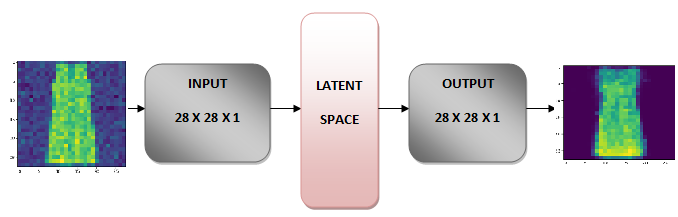 INPUT
28 X 28 X 1
LATENT
SPACE
OUTPUT
28 X 28 X 1